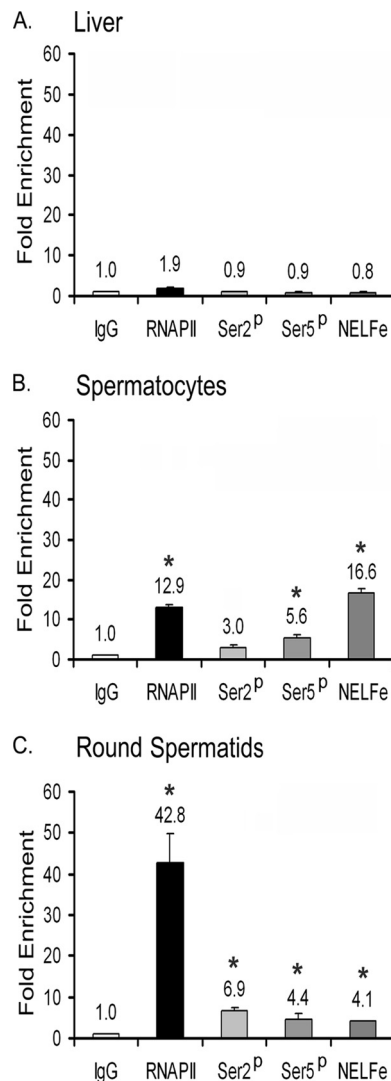 A. Liver
Fold Enrichment
60
50
40
30
20
10
0
1.0 1.9 0.9 0.9 0.8
IgG RNAPII Ser2p Ser5p NELFe
B. Spermatocytes
Fold Enrichment
60
50
40
30
20
10
0
* * *
1.0 12.9 3.0 5.6 16.6
IgG RNAPII Ser2p Ser5p NELFe
C. Round Spermatids
Fold Enrichment
60
50
40
30
20
10
0
* * * *
1.0 42.8 6.9 4.4 4.1
IgG RNAPII Ser2p Ser5p NELFe